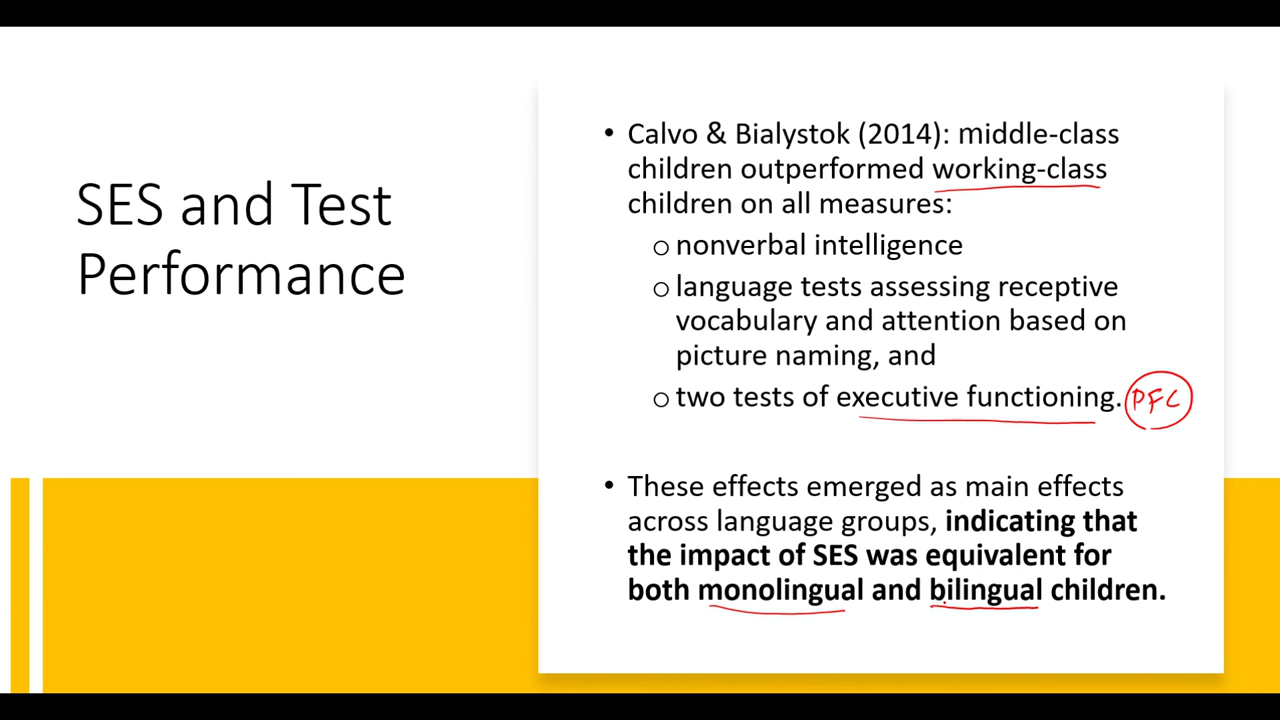 SES and Test
Performance
• Calvo & Bialystok (2014): middle-class
children outperformed working-class
children on all measures:
o nonverbal intelligence
o language tests assessing receptive
vocabulary and attention based on
picture naming, and
o two tests of executive functioning. PFC
• These effects emerged as main effects
across language groups, indicating that
the impact of SES was equivalent for
both monolingual and bilingual children.